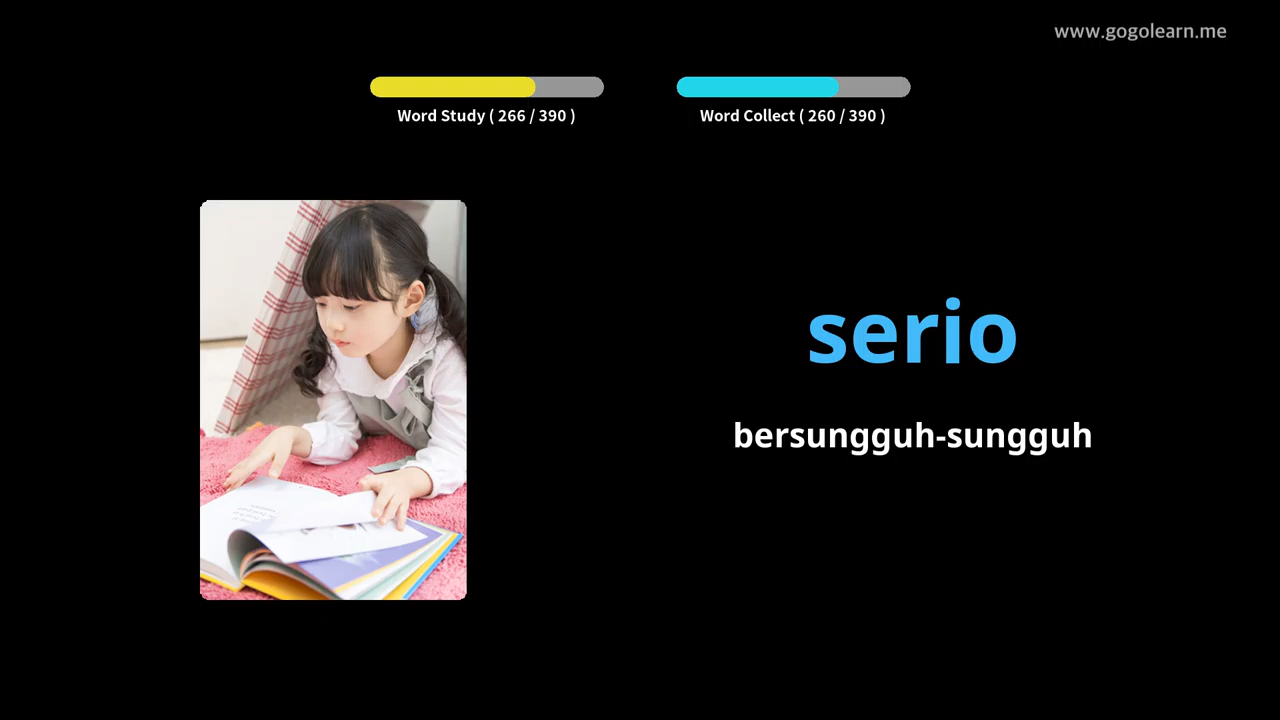 www.gogolearn.me
Word Study ( 266 / 390 )
Word Collect ( 260 / 390 )
serio
bersungguh-sungguh